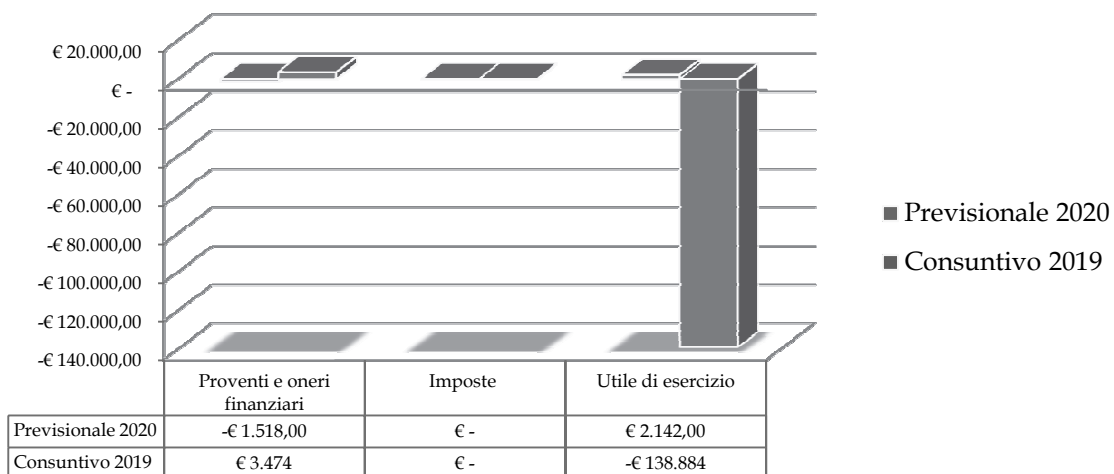 € 20.000,00
€ -
-€ 20.000,00
-€ 40.000,00
-€ 60.000,00
-€ 80.000,00
-€ 100.000,00
-€ 120.000,00
-€ 140.000,00
Previsionale 2020
Consuntivo 2019
Proventi e oneri finanziari Imposte Utile di esercizio
Previsionale 2020 -€ 1.518,00 € - € 2.142,00
Consuntivo 2019 € 3.474 € - -€ 138.884